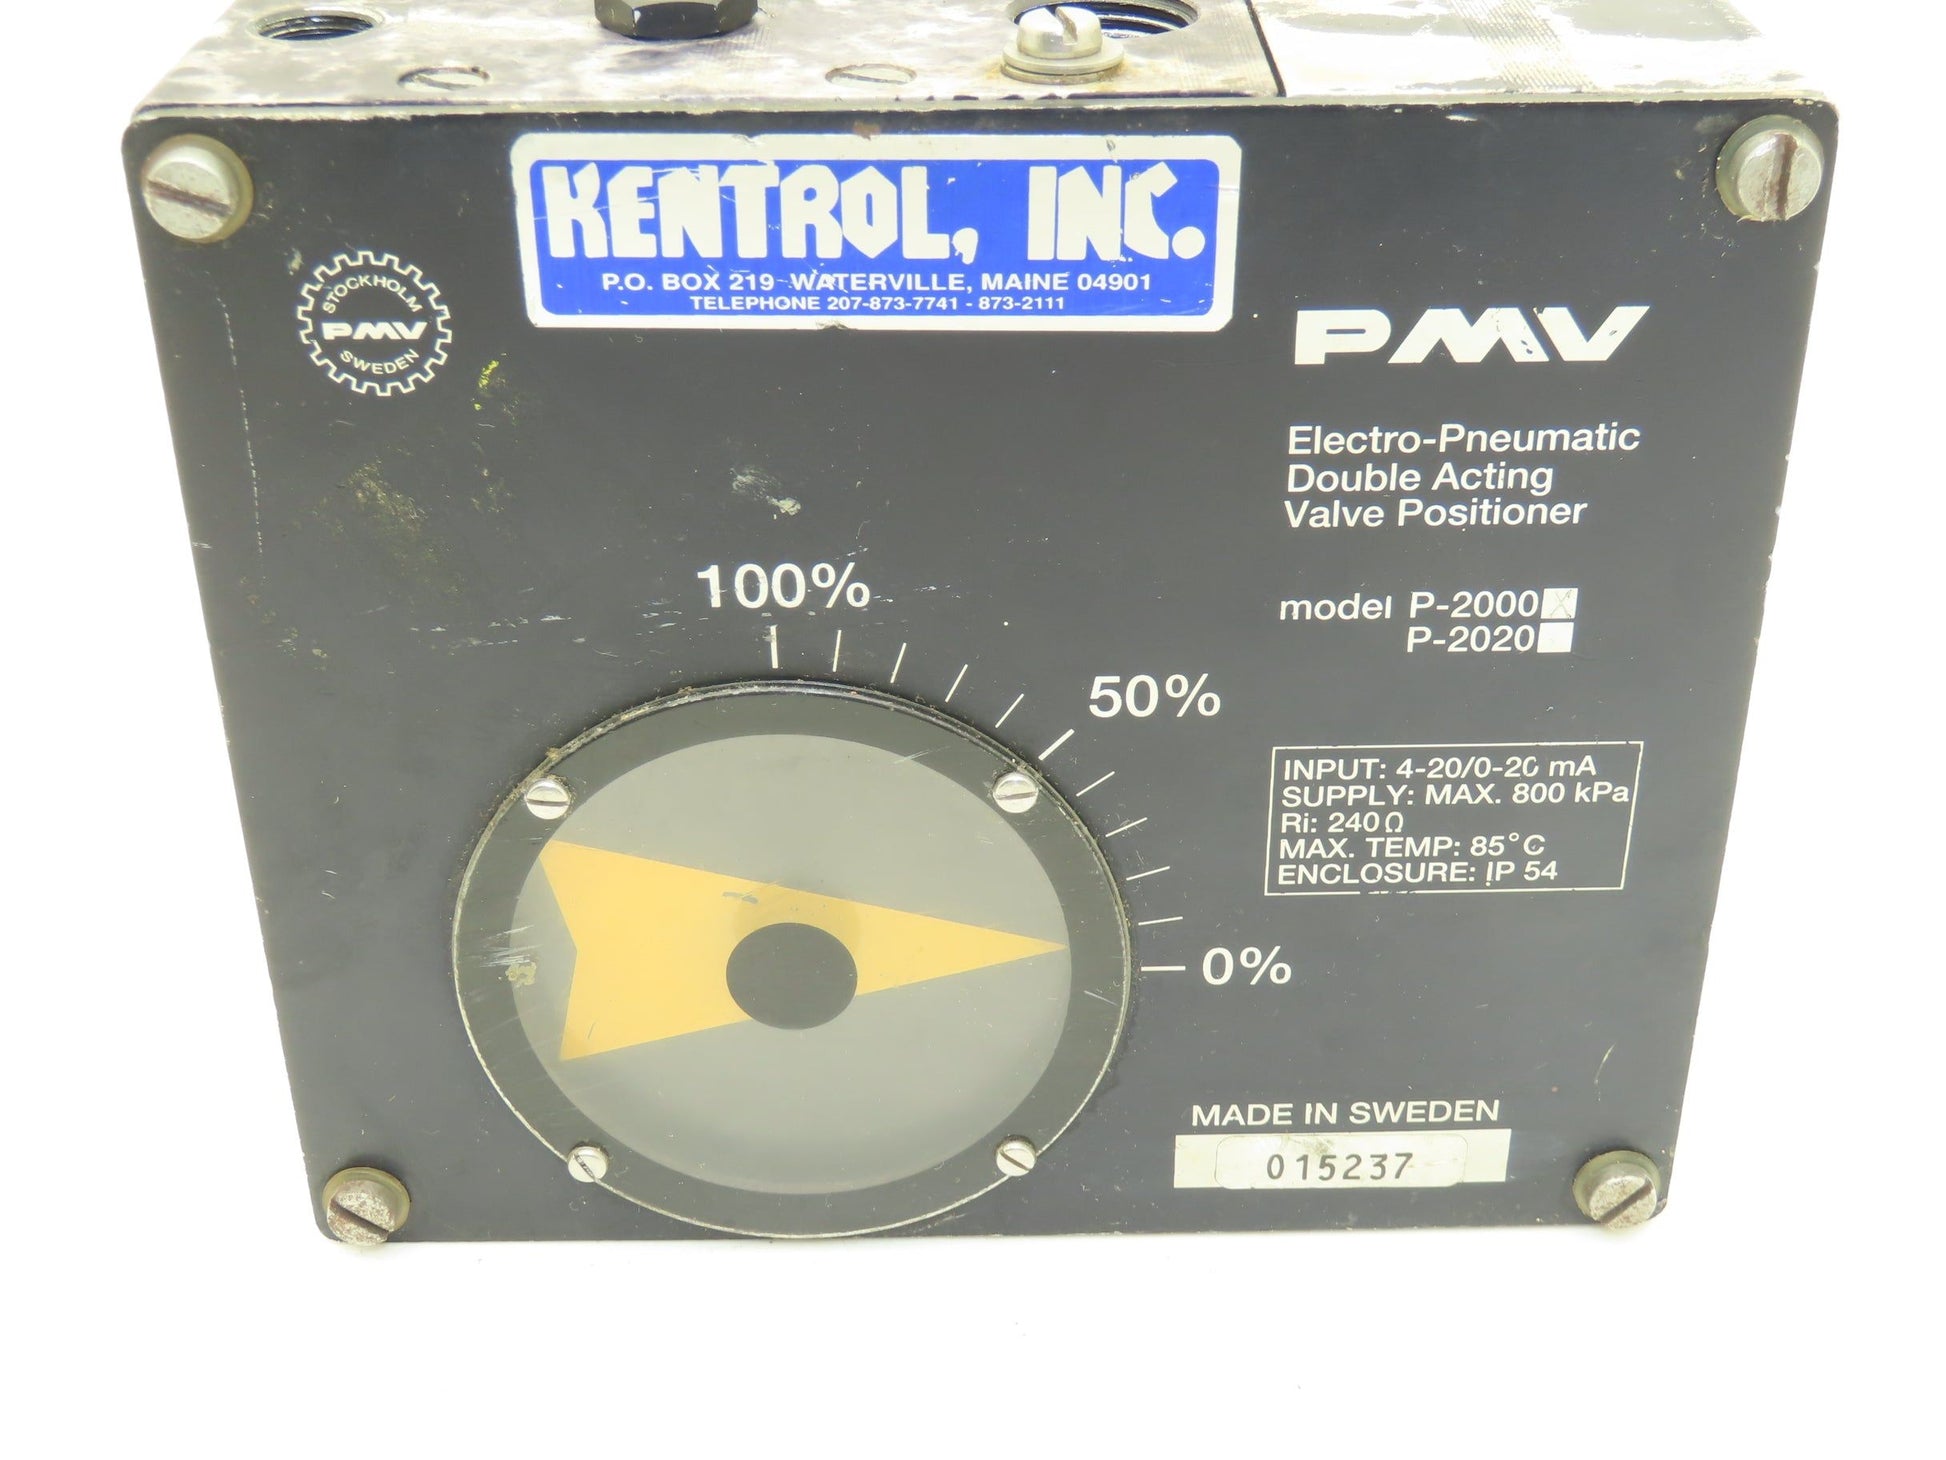 KENTROL, INC.
P.O. BOX 219 WATERVILLE, MAINE 04901
TELEPHONE 207-873-7741 - 873-2111
STOCKHOLM
PMV
SWEDEN
PMV
Electro-Pneumatic
Double Acting
Valve Positioner
model P-2000
P-2020
100%
50%
0%
INPUT: 4-20/0-20 mA
SUPPLY: MAX. 800 kPa
Ri: 240Ω
MAX. TEMP: 85°C
ENCLOSURE: IP 54
MADE IN SWEDEN
015237